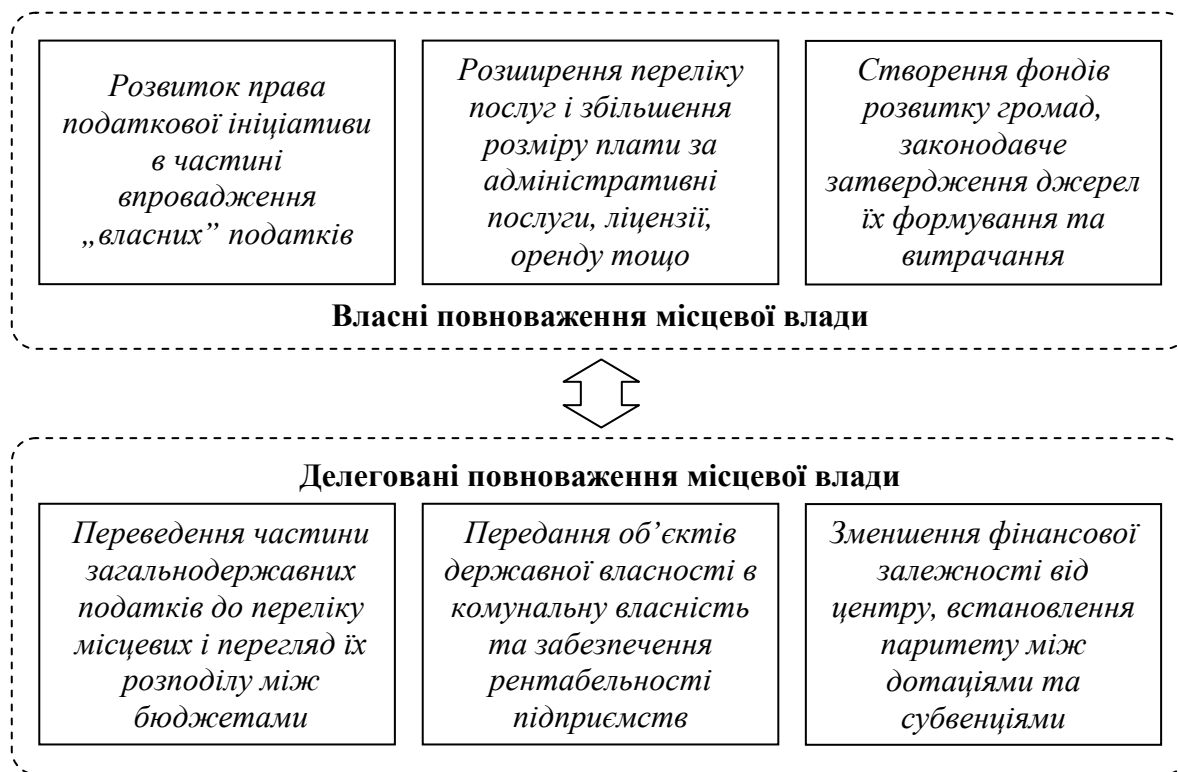 Розвиток права
податкової ініціативи
в частині
впровадження
„власних” податків
Розширення переліку
послуг і збільшення
розміру плати за
адміністративні
послуги, ліцензії,
оренду тощо
Створення фондів
розвитку громад,
законодавче
затвердження джерел
їх формування та
витрачання
Власні повноваження місцевої влади
Делеговані повноваження місцевої влади
Переведення частини
загальнодержавних
податків до переліку
місцевих і перегляд їх
розподілу між
бюджетами
Передання об’єктів
державної власності в
комунальну власність
та забезпечення
рентабельності
підприємств
Зменшення фінансової
залежності від
центру, встановлення
паритету між
дотаціями та
субвенціями